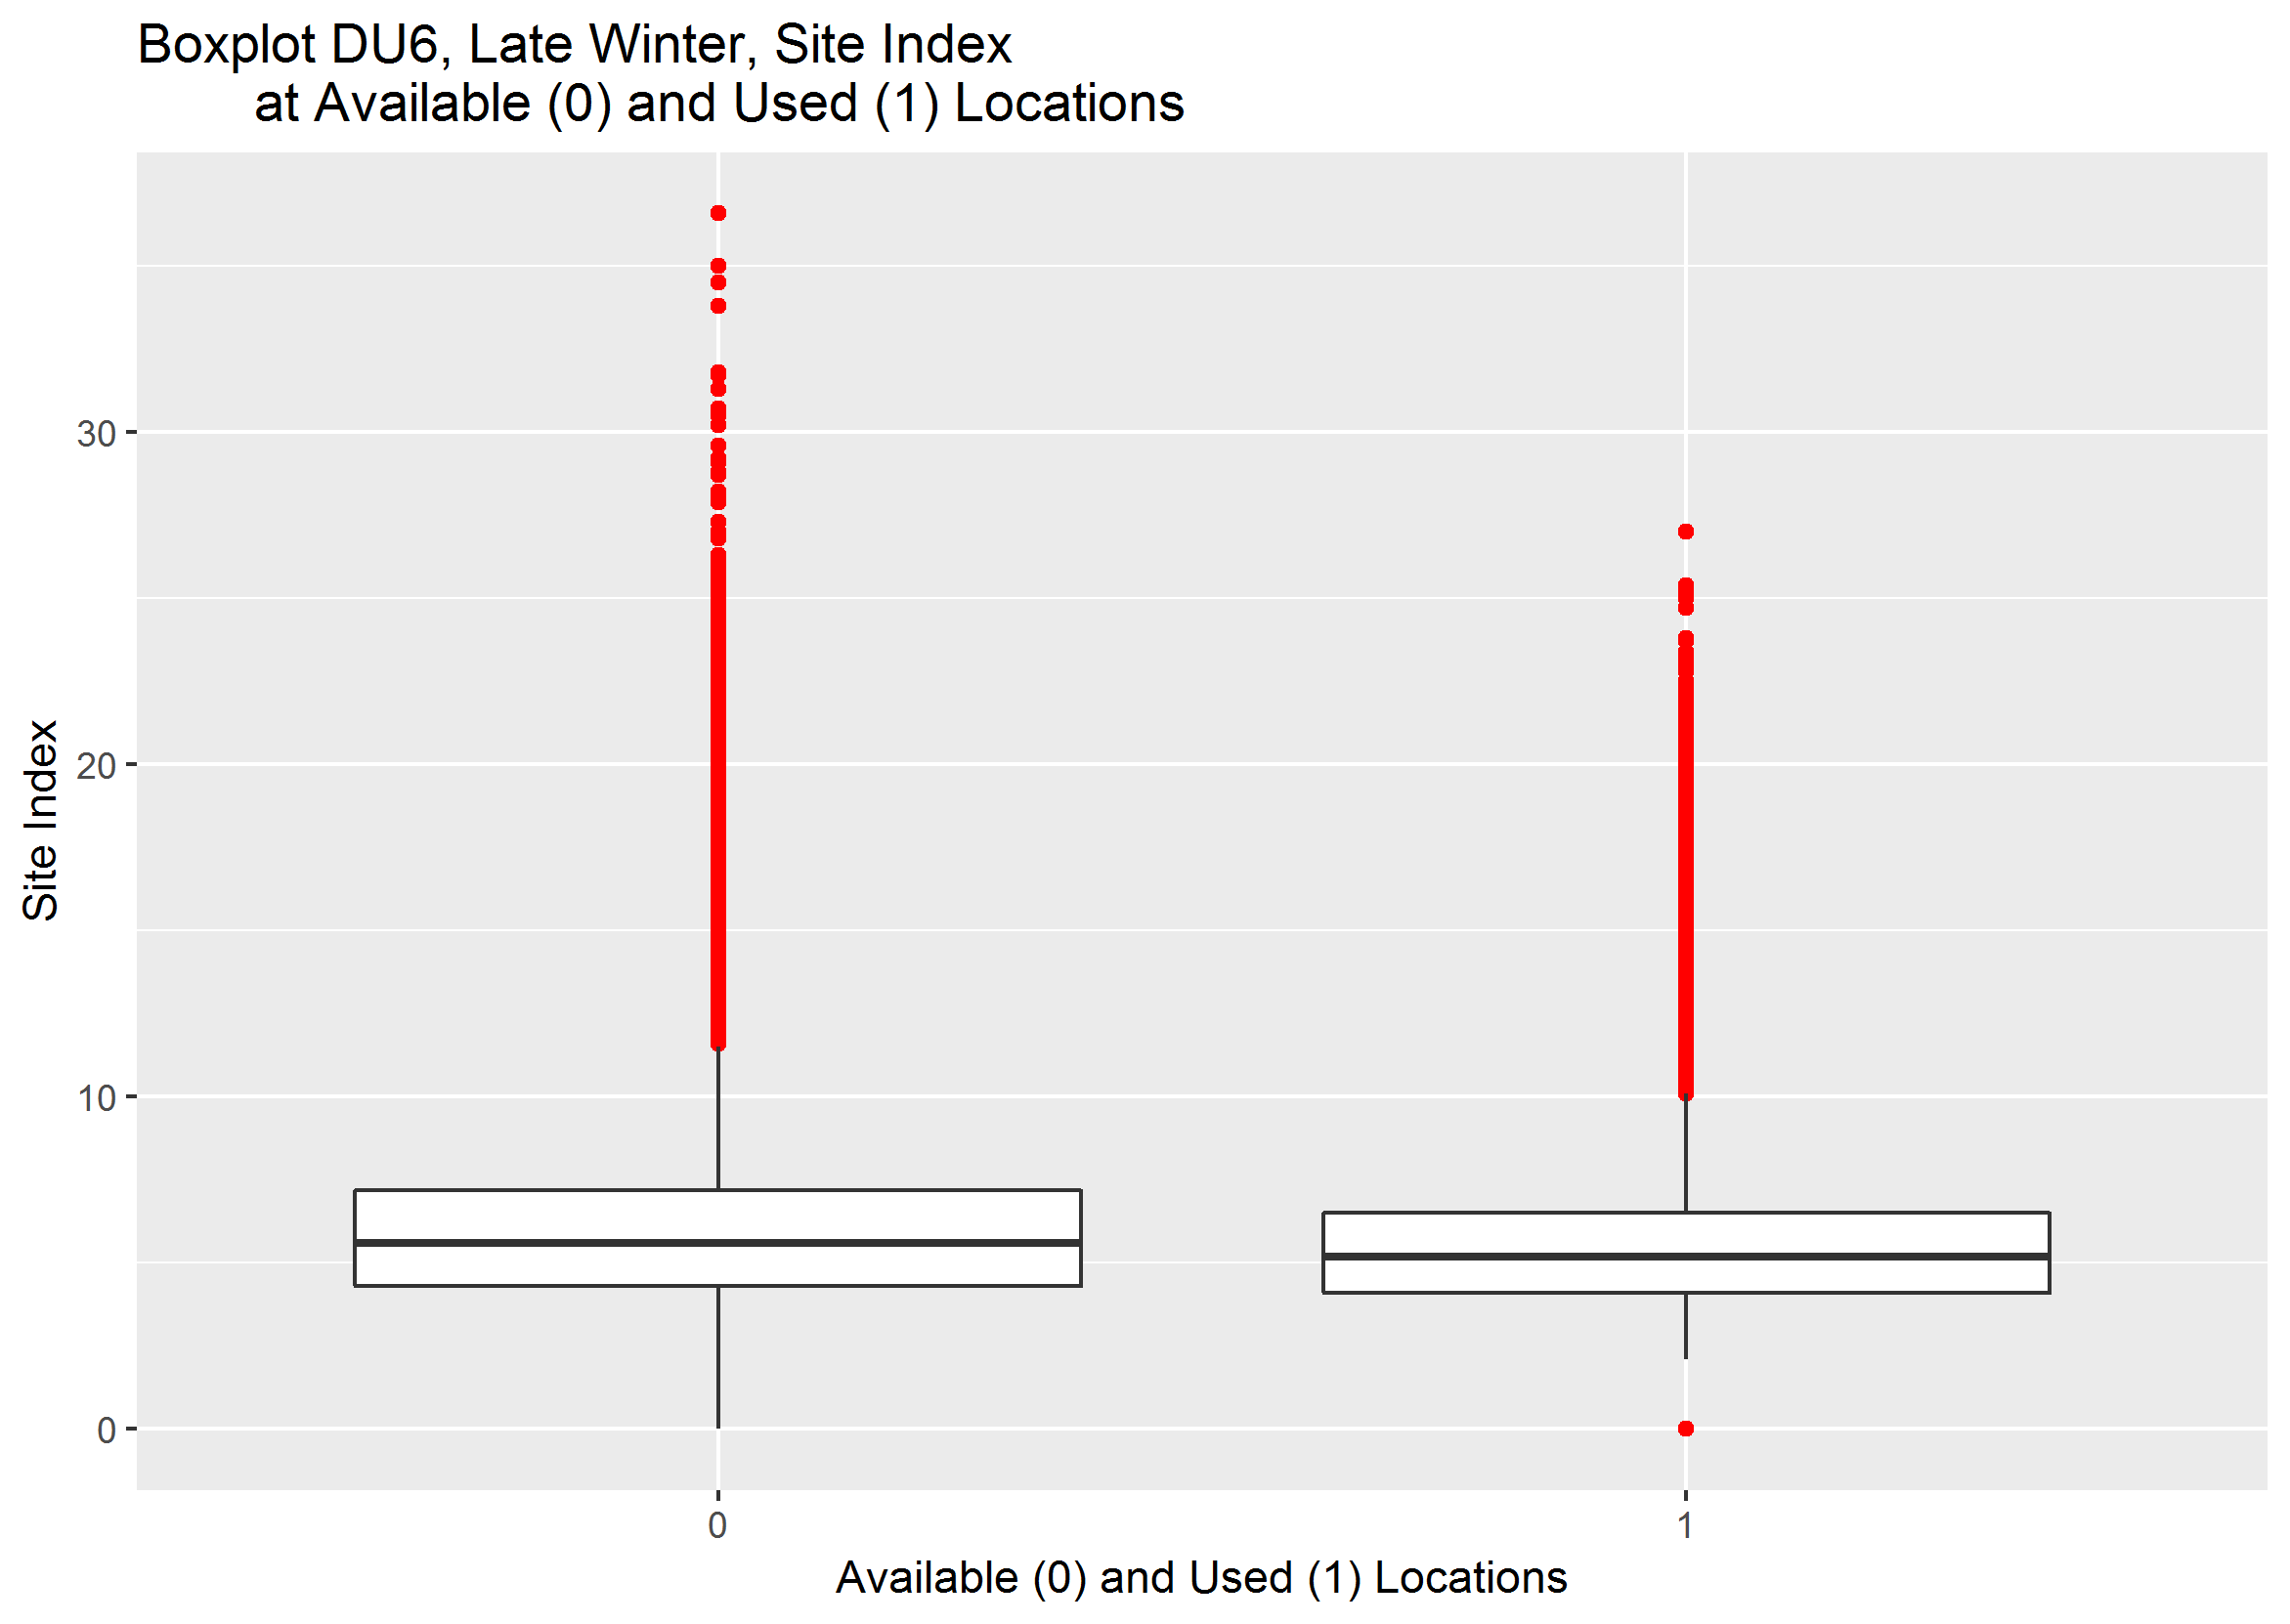 Boxplot DU6, Late Winter, Site Index
at Available (0) and Used (1) Locations
Site Index
30
20
10
0
0
1
Available (0) and Used (1) Locations